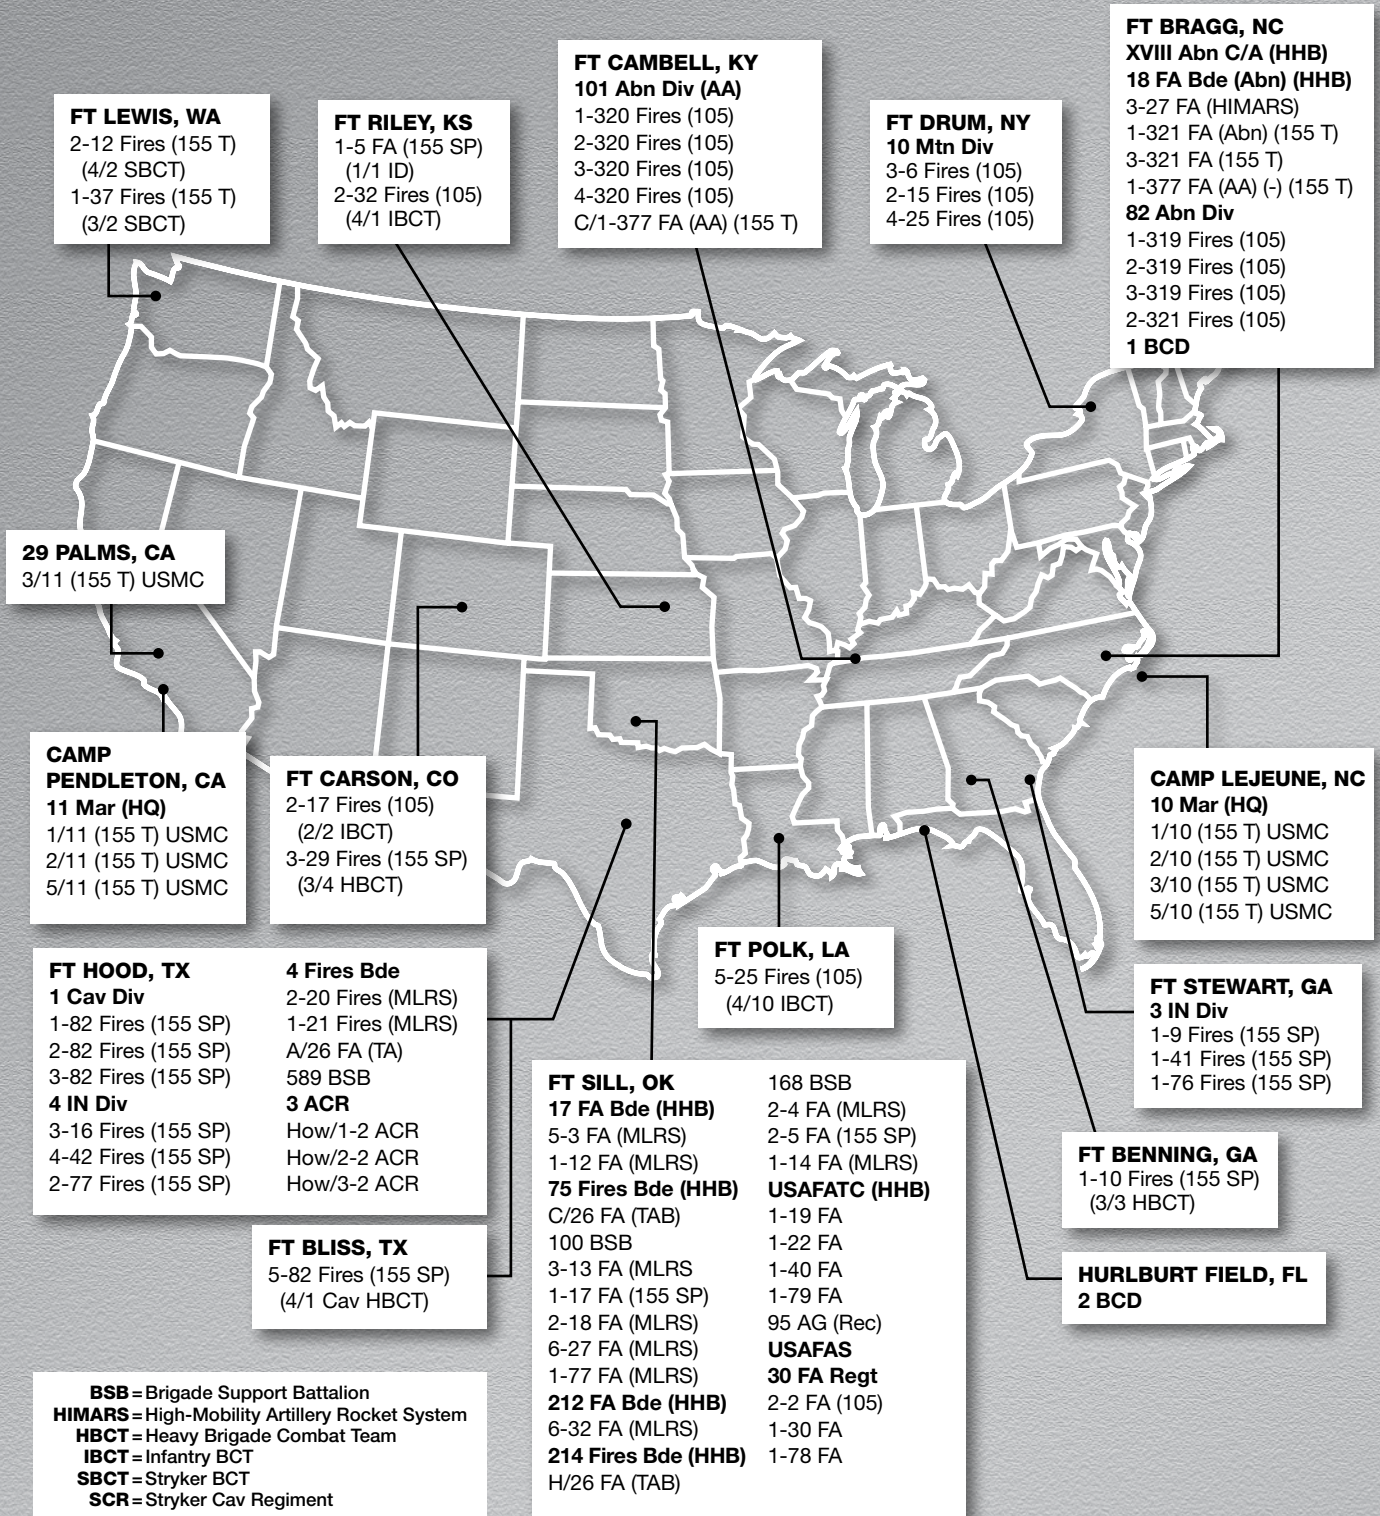 FT LEWIS, WA
2-12 Fires (155 T)
(4/2 SBCT)
1-37 Fires (155 T)
(3/2 SBCT)
FT RILEY, KS
1-5 FA (155 SP)
(1/1 ID)
2-32 Fires (105)
(4/1 IBCT)
FT CAMBELL, KY
101 Abn Div (AA)
1-320 Fires (105)
2-320 Fires (105)
3-320 Fires (105)
4-320 Fires (105)
C/1-377 FA (AA) (155 T)
FT DRUM, NY
10 Mtn Div
3-6 Fires (105)
2-15 Fires (105)
4-25 Fires (105)
FT BRAGG, NC
XVIII Abn C/A (HHB)
18 FA Bde (Abn) (HHB)
3-27 FA (HIMARS)
1-321 FA (Abn) (155 T)
3-321 FA (155 T)
1-377 FA (AA) (-) (155 T)
82 Abn Div
1-319 Fires (105)
2-319 Fires (105)
3-319 Fires (105)
2-321 Fires (105)
1 BCD
29 PALMS, CA
3/11 (155 T) USMC
CAMP
PENDLETON, CA
11 Mar (HQ)
1/11 (155 T) USMC
2/11 (155 T) USMC
5/11 (155 T) USMC
FT CARSON, CO
2-17 Fires (105)
(2/2 IBCT)
3-29 Fires (155 SP)
(3/4 HBCT)
CAMP LEJEUNE, NC
10 Mar (HQ)
1/10 (155 T) USMC
2/10 (155 T) USMC
3/10 (155 T) USMC
5/10 (155 T) USMC
FT HOOD, TX
1 Cav Div
1-82 Fires (155 SP)
2-82 Fires (155 SP)
3-82 Fires (155 SP)
4 IN Div
3-16 Fires (155 SP)
4-42 Fires (155 SP)
2-77 Fires (155 SP)
4 Fires Bde
2-20 Fires (MLRS)
1-21 Fires (MLRS)
A/26 FA (TA)
589 BSB
3 ACR
How/1-2 ACR
How/2-2 ACR
How/3-2 ACR
FT POLK, LA
5-25 Fires (105)
(4/10 IBCT)
FT STEWART, GA
3 IN Div
1-9 Fires (155 SP)
1-41 Fires (155 SP)
1-76 Fires (155 SP)
FT SILL, OK
17 FA Bde (HHB)
5-3 FA (MLRS)
1-12 FA (MLRS)
75 Fires Bde (HHB)
C/26 FA (TAB)
100 BSB
3-13 FA (MLRS
1-17 FA (155 SP)
2-18 FA (MLRS)
6-27 FA (MLRS)
1-77 FA (MLRS)
212 FA Bde (HHB)
6-32 FA (MLRS)
214 Fires Bde (HHB)
H/26 FA (TAB)
168 BSB
2-4 FA (MLRS)
2-5 FA (155 SP)
1-14 FA (MLRS)
USAFATC (HHB)
1-19 FA
1-22 FA
1-40 FA
1-79 FA
95 AG (Rec)
USAFAS
30 FA Regt
2-2 FA (105)
1-30 FA
1-78 FA
FT BENNING, GA
1-10 Fires (155 SP)
(3/3 HBCT)
FT BLISS, TX
5-82 Fires (155 SP)
(4/1 Cav HBCT)
HURLBURT FIELD, FL
2 BCD
BSB = Brigade Support Battalion
HIMARS = High-Mobility Artillery Rocket System
HBCT = Heavy Brigade Combat Team
IBCT = Infantry BCT
SBCT = Stryker BCT
SCR = Stryker Cav Regiment